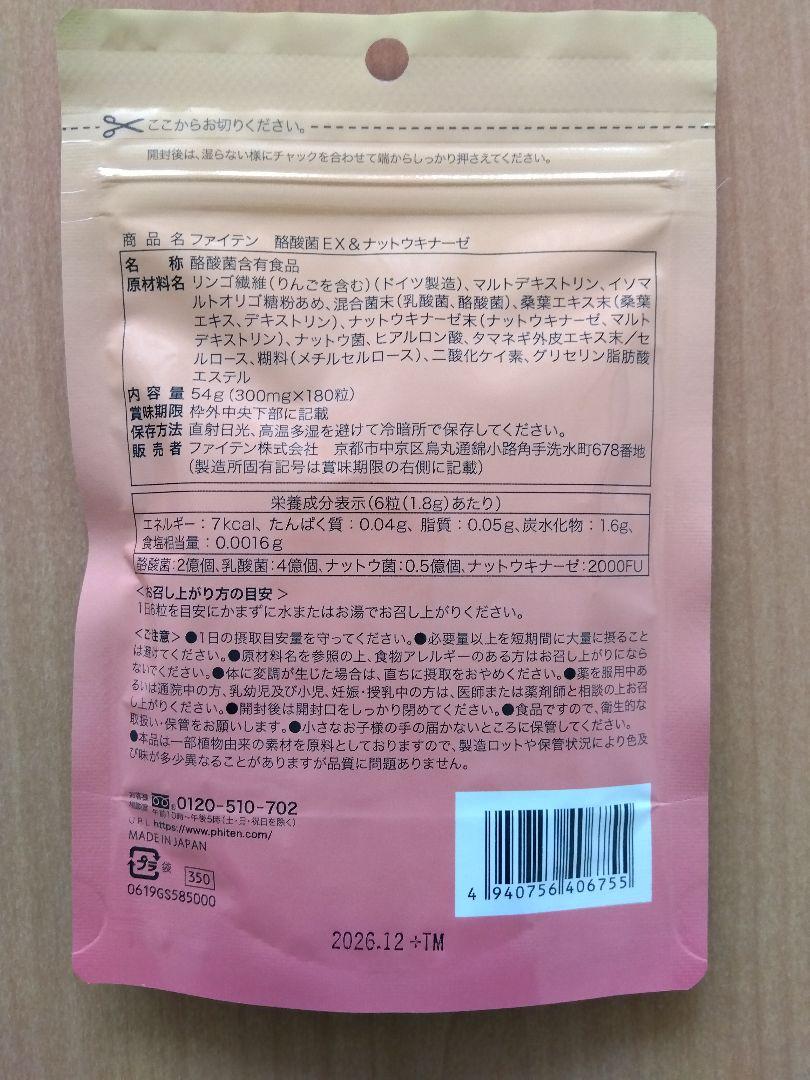 ここからお切りください。
開封後は、湿らない様にチャックを合わせて端からしっかり押さえてください。
商品名 ファイテン 酪酸菌EX&ナットウキナーゼ
名称 酪酸菌含有食品
原材料名 リンゴ繊維(りんごを含む)(ドイツ製造)、マルトデキストリン、イソマ
ルトオリゴ糖粉あめ、混合菌末(乳酸菌、酪酸菌)、桑葉エキス末(桑葉
エキス、デキストリン)、ナットウキナーゼ末(ナットウキナーゼ、マルト
デキストリン)、ナットウ菌、ヒアルロン酸、タマネギ外皮エキス末/セ
ルロース、糊料(メチルセルロース)、二酸化ケイ素、グリセリン脂肪酸
エステル
内容量 54g(300mg×180粒)
賞味期限 枠外中央下部に記載
保存方法 直射日光、高温多湿を避けて冷暗所で保存してください。
販売者 ファイテン株式会社 京都市中京区烏丸通錦小路角手洗水町678番地
(製造所固有記号は賞味期限の右側に記載)
栄養成分表示(6粒(1.8g)あたり)
エネルギー:7kcal、たんぱく質:0.04g、脂質:0.05g、炭水化物:1.6g、
食塩相当量:0.0016g
酪酸菌:2億個、乳酸菌:4億個、ナットウ菌:0.5億個、ナットウキナーゼ:2000FU
<お召し上がり方の目安>
1日6粒を目安にかまずに水またはお湯でお召し上がりください。
<ご注意> ●1日の摂取目安量を守ってください。●必要量以上を短期間に大量に摂ること
は避けてください。●原材料名を参照の上、食物アレルギーのある方はお召し上がりになら
ないでください。●体に変調が生じた場合は、直ちに摂取をおやめください。●薬を服用中あ
るいは通院中の方、乳幼児及び小児、妊娠・授乳中の方は、医師または薬剤師と相談の上お召
し上がりください。●開封後は開封口をしっかり閉めてください。●食品ですので、衛生的な
取扱い・保管をお願いします。●小さなお子様の手の届かないところに保管してください。
●本品は一部植物由来の素材を原料としておりますので、製造ロットや保管状況により色及
び味が多少異なることがありますが品質に問題ありません。
お客様相談室 0120-510-702
午前10時~午後5時(土・日・祝日を除く)
URL https://www.phiten.com/
MADE IN JAPAN
プラ 袋 350
0619GS585000
4 940756 406755
2026.12 +TM